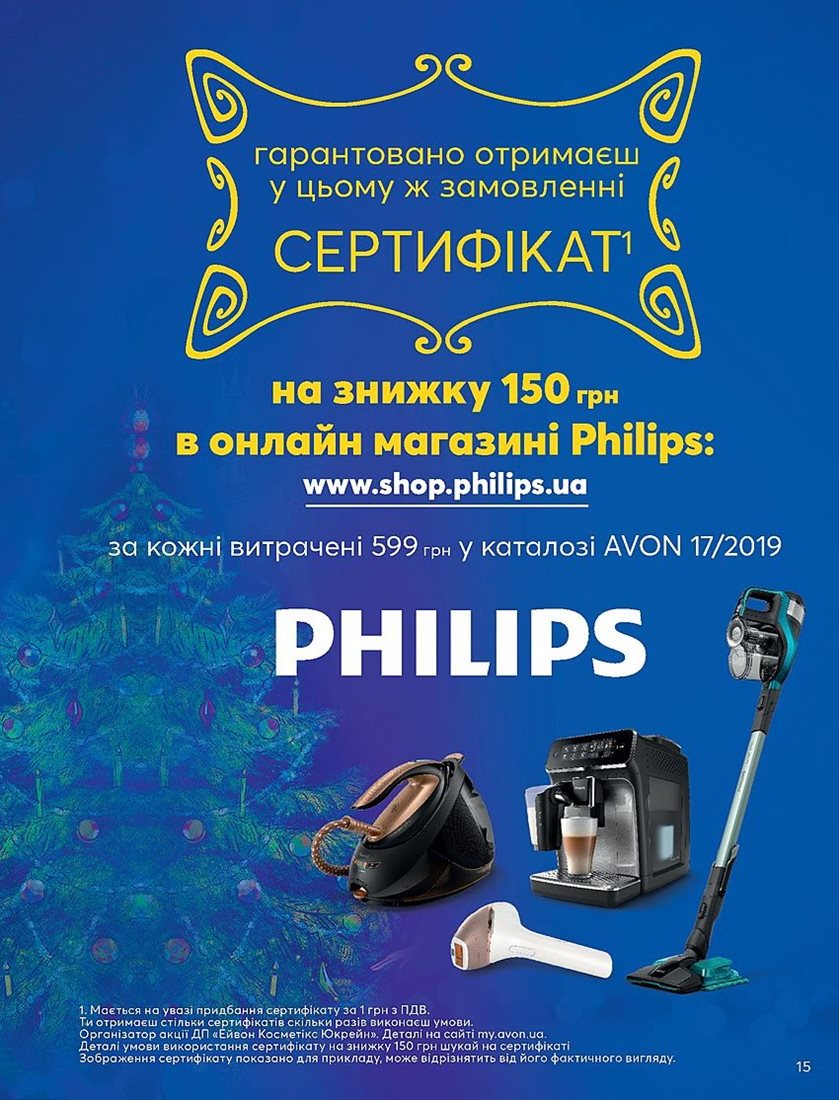 гарантовано отримаєш
у цьому ж замовленні
СЕРТИФІКАТ¹
на знижку 150 грн
в онлайн магазині Philips:
www.shop.philips.ua
за кожні витрачені 599 грн у каталозі AVON 17/2019
PHILIPS
1. Мається на увазі придбання сертифікату за 1 грн з ПДВ.
Ти отримаєш стільки сертифікатів скільки разів виконаєш умови.
Організатор акції ДП «Ейвон Косметікс Юкрейн». Деталі на сайті my.avon.ua.
Деталі умови використання сертифікату на знижку 150 грн шукай на сертифікаті
Зображення сертифікату показано для прикладу, може відрізнятить від його фактичного вигляду.
15